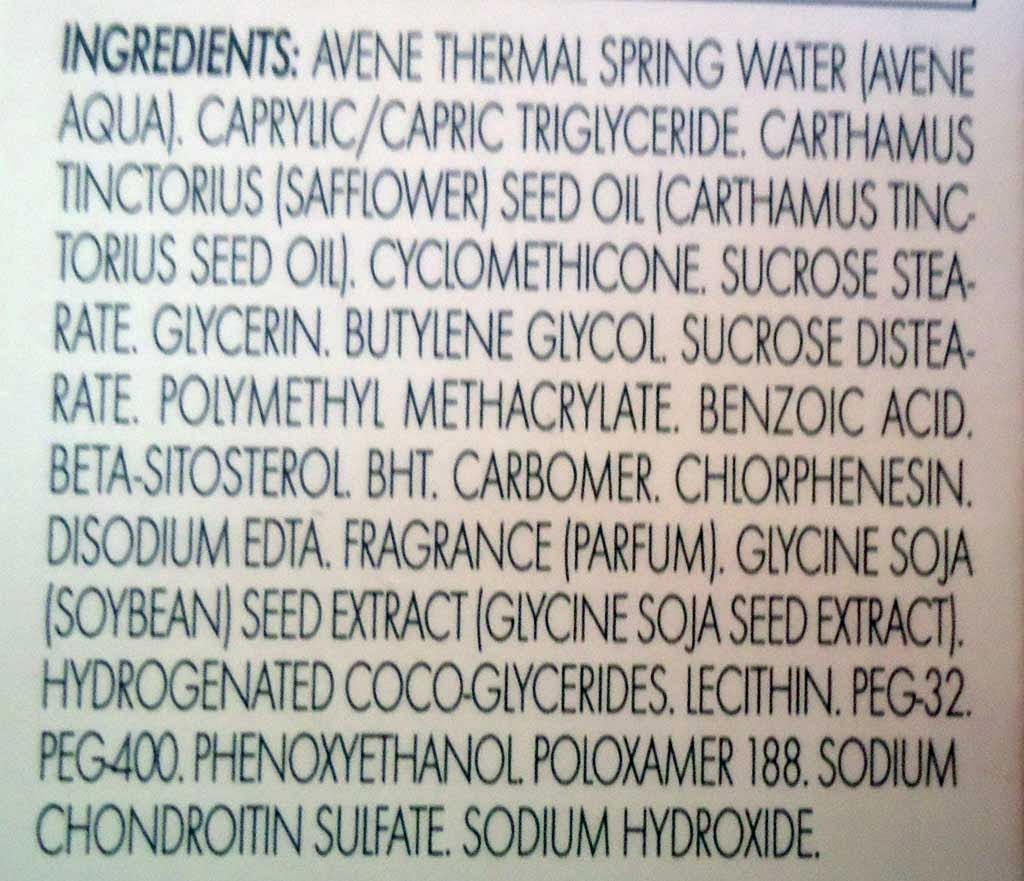 INGREDIENTS: AVENE THERMAL SPRING WATER (AVENE
AQUA). CAPRYLIC/CAPRIC TRIGLYCERIDE. CARTHAMUS
TINCTORIUS (SAFFLOWER) SEED OIL (CARTHAMUS TINC-
TORIUS SEED OIL). CYCLOMETHICONE. SUCROSE STEA-
RATE. GLYCERIN. BUTYLENE GLYCOL. SUCROSE DISTEA-
RATE. POLYMETHYL METHACRYLATE. BENZOIC ACID.
BETA-SITOSTEROL. BHT. CARBOMER. CHLORPHENESIN.
DISODIUM EDTA. FRAGRANCE (PARFUM). GLYCINE SOJA
(SOYBEAN) SEED EXTRACT (GLYCINE SOJA SEED EXTRACT).
HYDROGENATED COCO-GLYCERIDES. LECITHIN. PEG-32.
PEG-400. PHENOXYETHANOL. POLOXAMER 188. SODIUM
CHONDROITIN SULFATE. SODIUM HYDROXIDE.